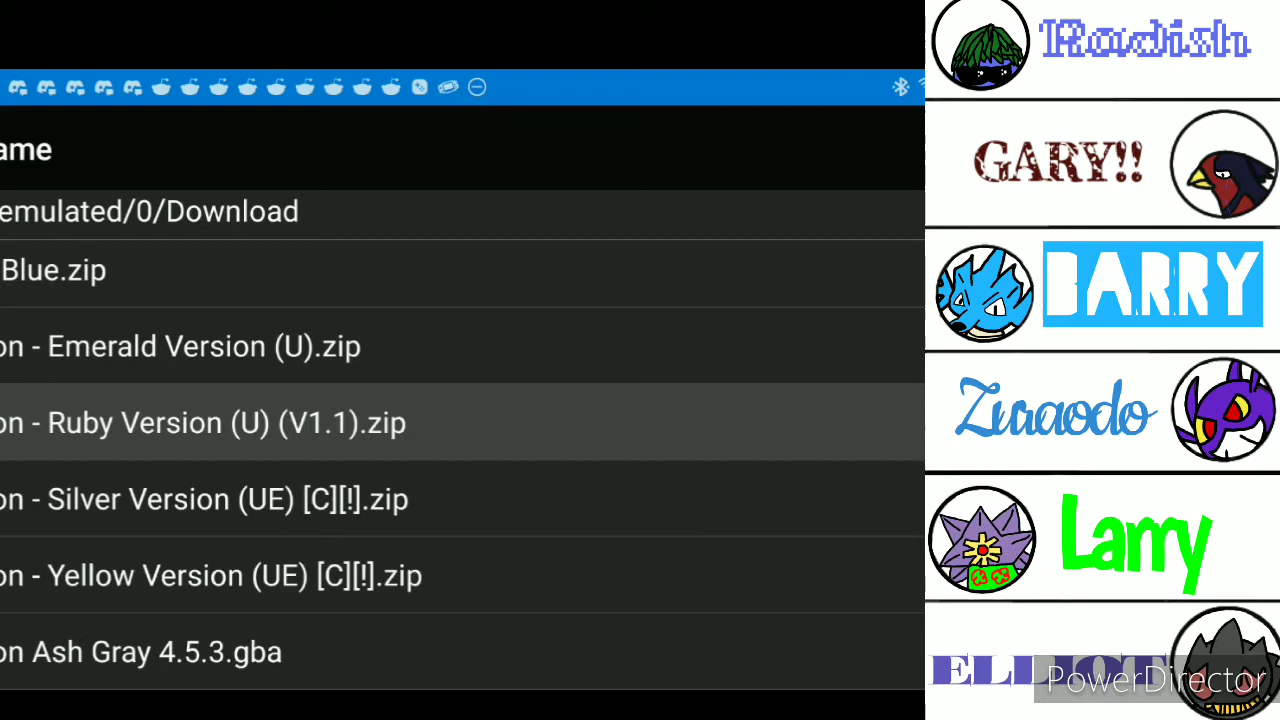 ame
emulated/0/Download
Blue.zip
on - Emerald Version (U).zip
on - Ruby Version (U) (V1.1).zip
on - Silver Version (UE) [C][!].zip
on - Yellow Version (UE) [C][!].zip
on Ash Gray 4.5.3.gba
Radish
GARY!!
BARRY
Zuraodo
Larry
ELLIOT
PowerDirector